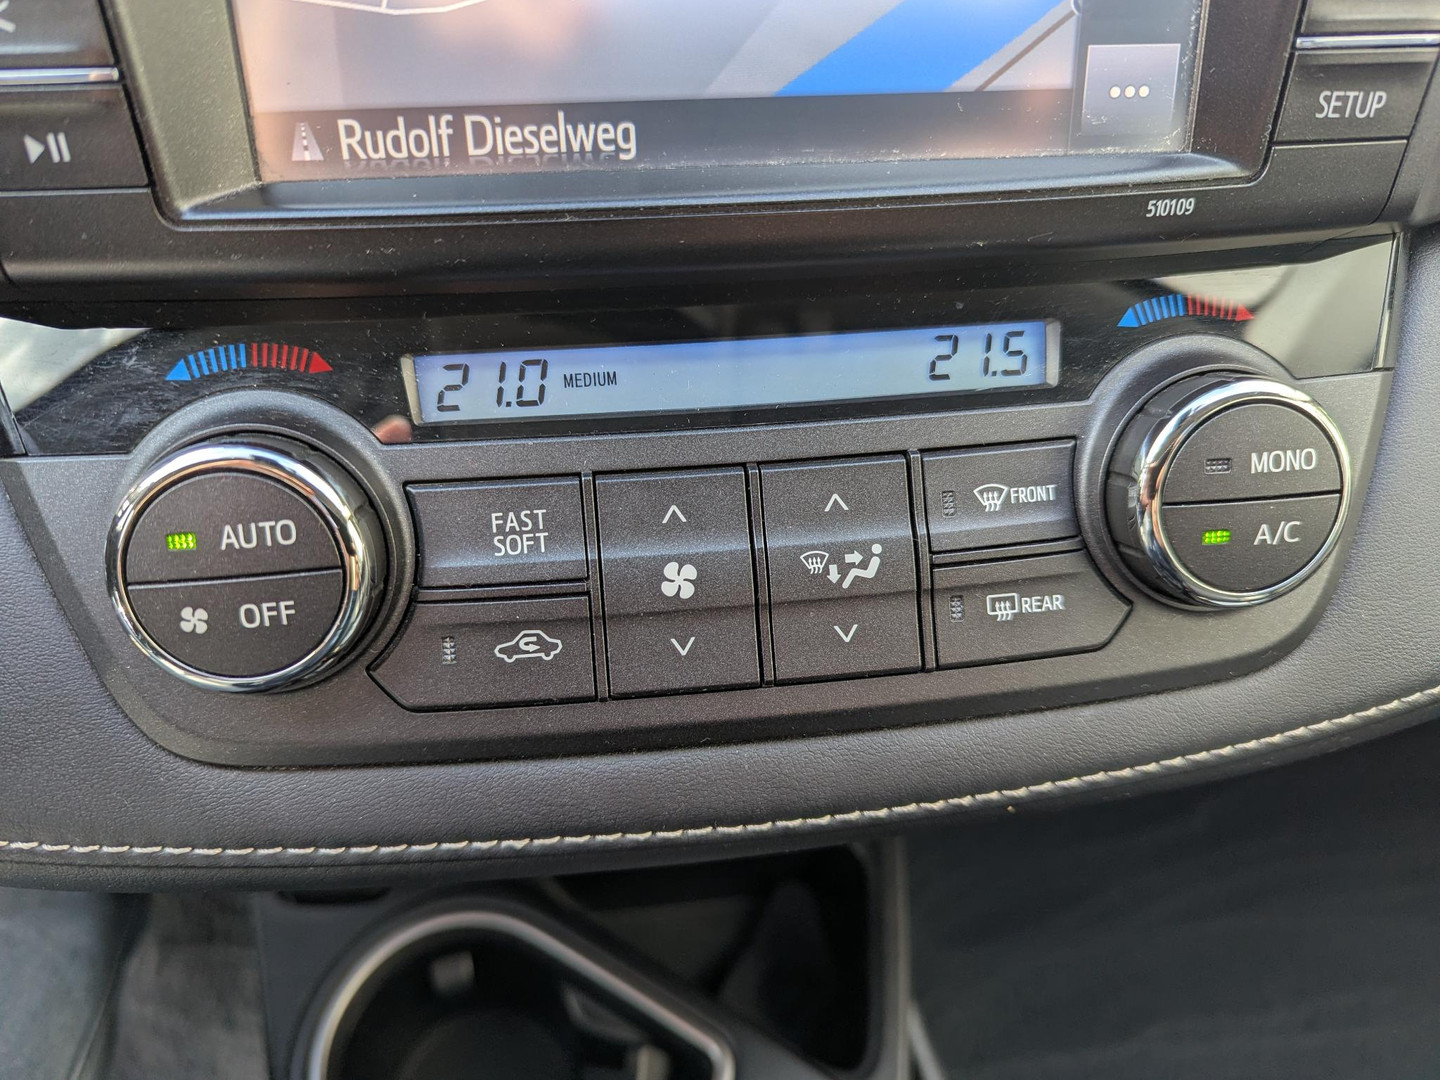 Rudolf Dieselweg
SETUP
510109
21.0 MEDIUM 21.5
AUTO
OFF
FAST
SOFT
FRONT
REAR
MONO
A/C